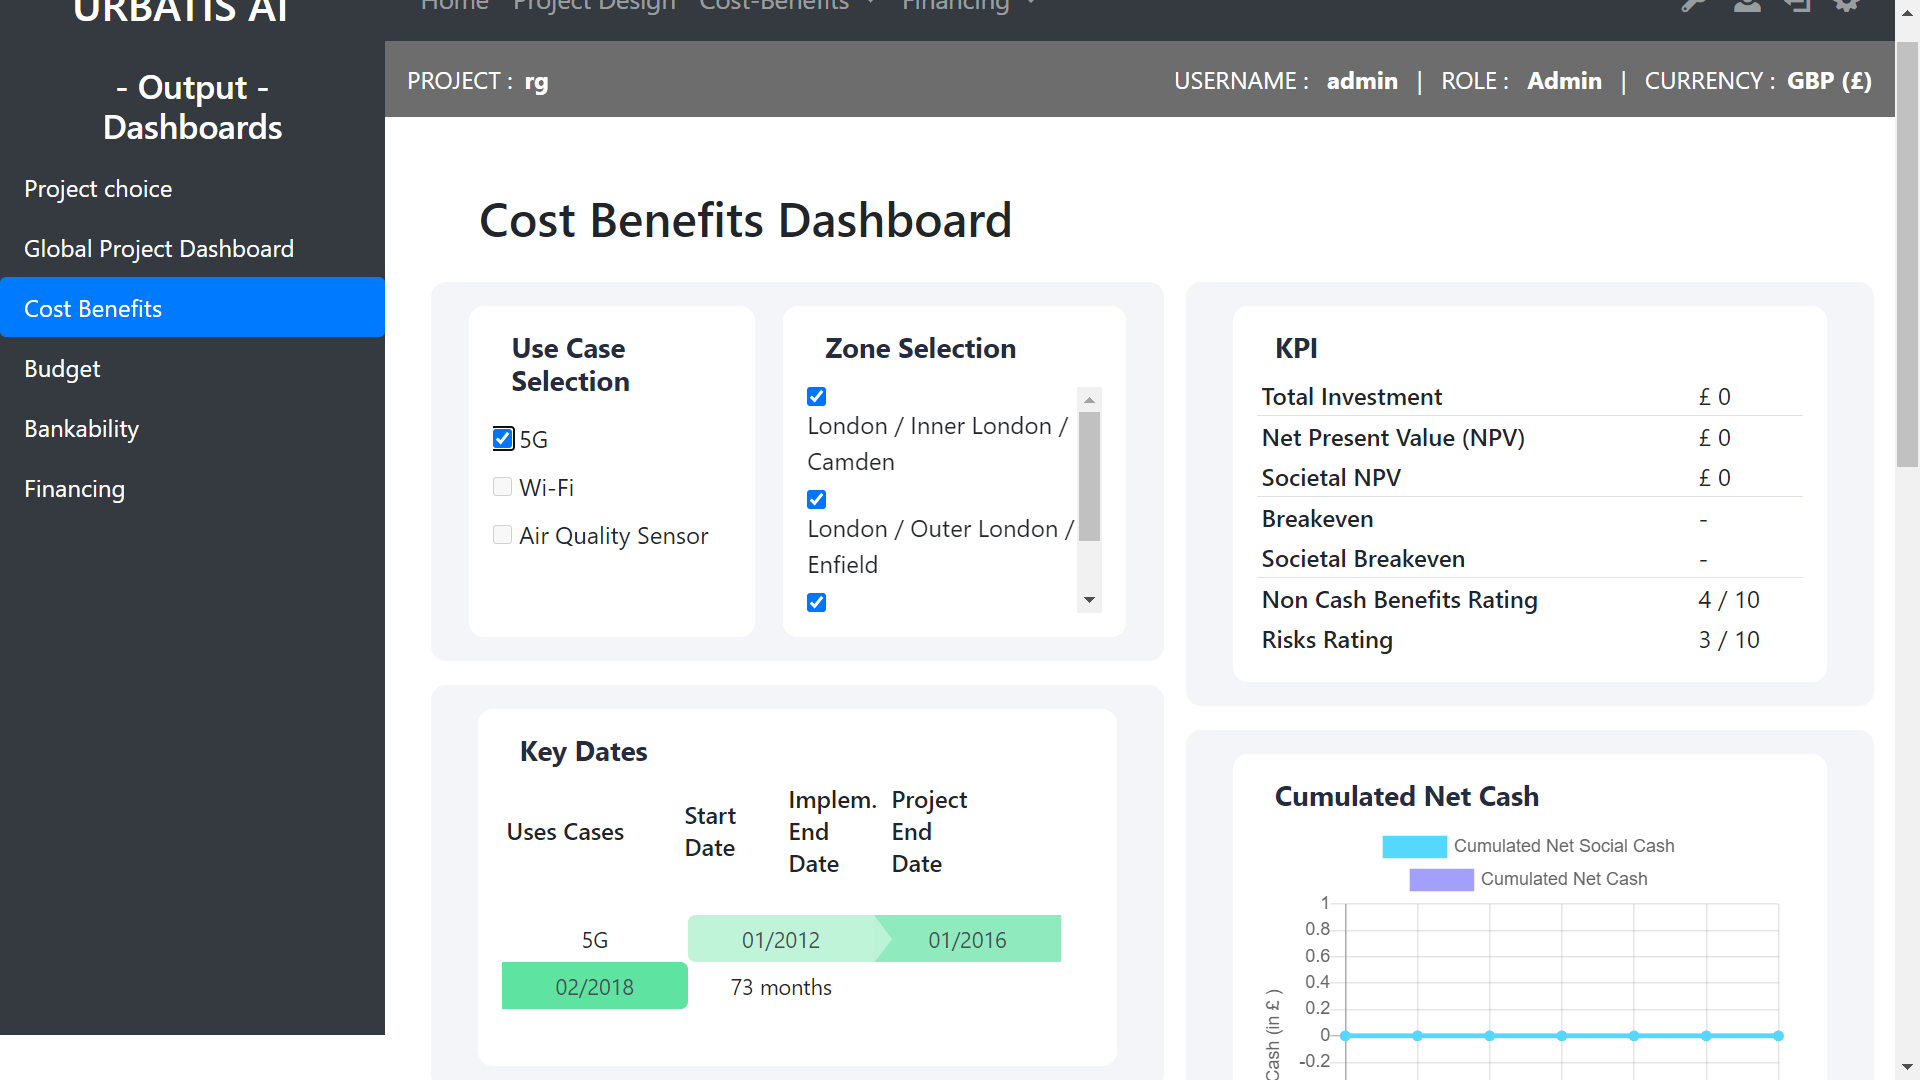 URBATIS AI
Home Project Design Cost-Benefits Financing
- Output -
Dashboards
Project choice
Global Project Dashboard
Cost Benefits
Budget
Bankability
Financing
PROJECT : rg
USERNAME : admin | ROLE : Admin | CURRENCY : GBP (£)
Cost Benefits Dashboard
Use Case
Selection
5G
Wi-Fi
Air Quality Sensor
Zone Selection
London / Inner London /
Camden
London / Outer London /
Enfield
KPI
Total Investment £ 0
Net Present Value (NPV) £ 0
Societal NPV £ 0
Breakeven -
Societal Breakeven -
Non Cash Benefits Rating 4 / 10
Risks Rating 3 / 10
Key Dates
Uses Cases
Start
Date
Implem.
End
Date
Project
End
Date
5G 01/2012 01/2016
02/2018 73 months
Cumulated Net Cash
Cumulated Net Social Cash
Cumulated Net Cash
1
0.8
0.6
0.4
0.2
0
-0.2
Cash (in £ )